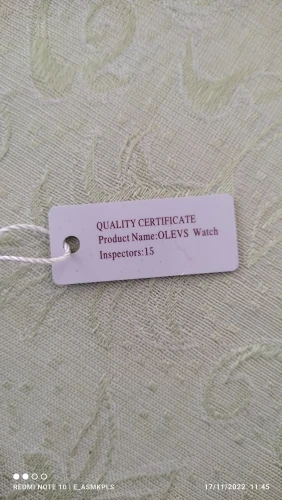 QUALITY CERTIFICATE
Product Name:OLEVS Watch
Inspectors:15
REDMI NOTE 10 | E_ASMKPLS
17/11/2022 11:45